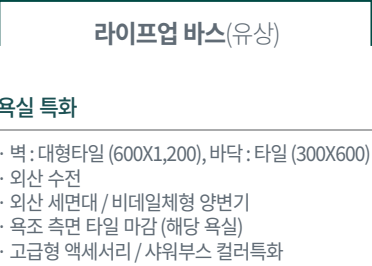 라이프업 바스(유상)
욕실 특화
· 벽 : 대형타일 (600X1,200), 바닥 : 타일 (300X600)
· 외산 수전
· 외산 세면대 / 비데일체형 양변기
· 욕조 측면 타일 마감 (해당 욕실)
· 고급형 액세서리 / 샤워부스 컬러특화